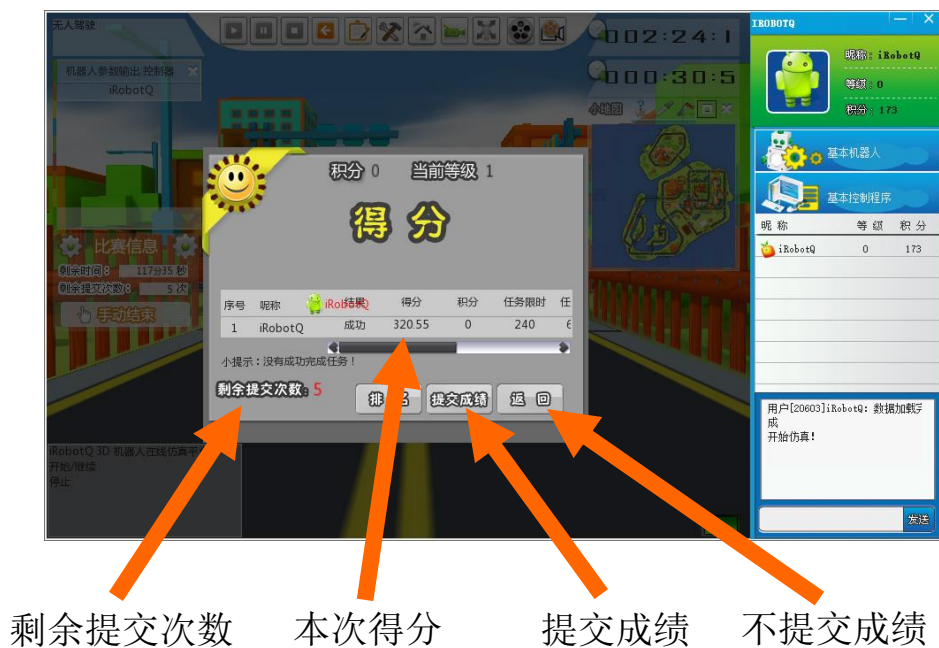 无人驾驶
002:24:1
000:30:5
机器人参数输出 控制器
iRobotQ
小地图
比赛信息
剩余时间： 117分35 秒
剩余提交次数： 5 次
手动结束
积分 0 当前等级 1
得 分
序号 昵称 结果 得分 积分 任务限时 任
iRobotQ
1 iRobotQ 成功 320.55 0 240 6
小提示：没有成功完成任务！
剩余提交次数：5
排 名 提交成绩 返 回
iRobotQ 3D 机器人在线仿真平
开始/继续
停止
IROBOTQ
昵称：iRobotQ
等级：0
积分：173
基本机器人
基本控制程序
昵 称 等 级 积 分
iRobotQ 0 173
用户[20603]iRobotQ: 数据加载完
成
开始仿真!
发送
剩余提交次数 本次得分 提交成绩 不提交成绩